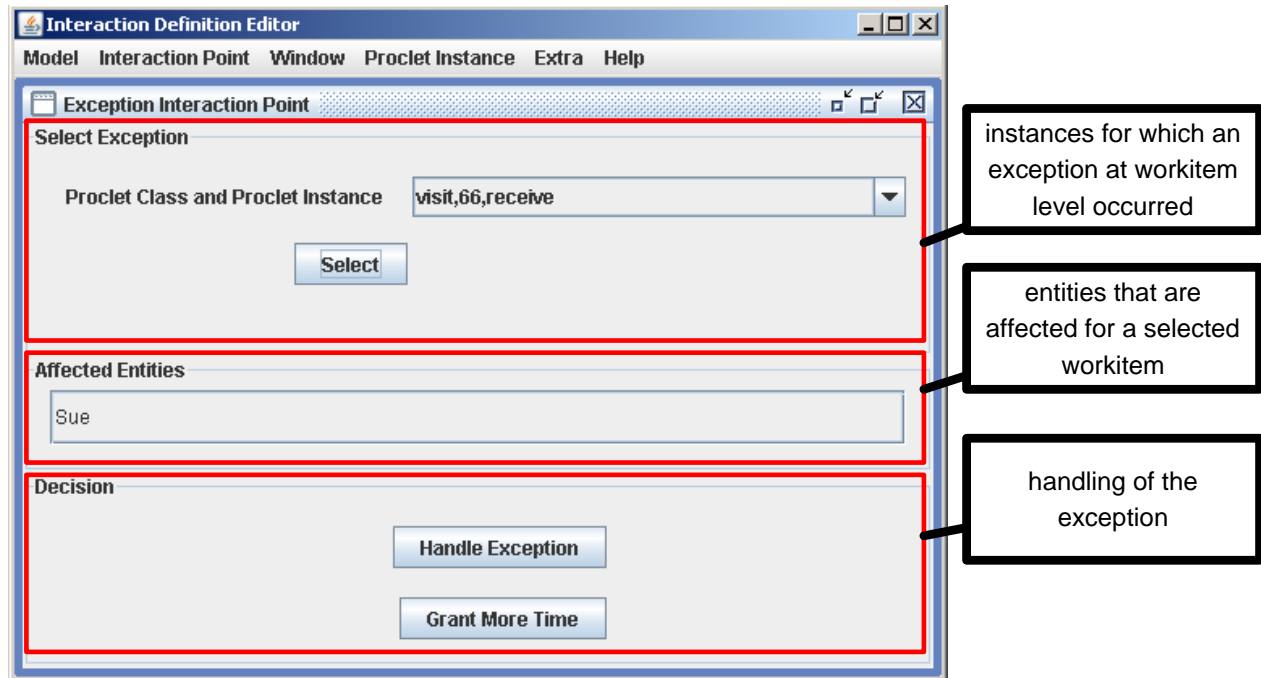 Interaction Definition Editor
Model Interaction Point Window Proclet Instance Extra Help
Exception Interaction Point
Select Exception
Proclet Class and Proclet Instance visit,66,receive
Select
Affected Entities
Sue
Decision
Handle Exception
Grant More Time
instances for which an
exception at workitem
level occurred
entities that are
affected for a selected
workitem
handling of the
exception